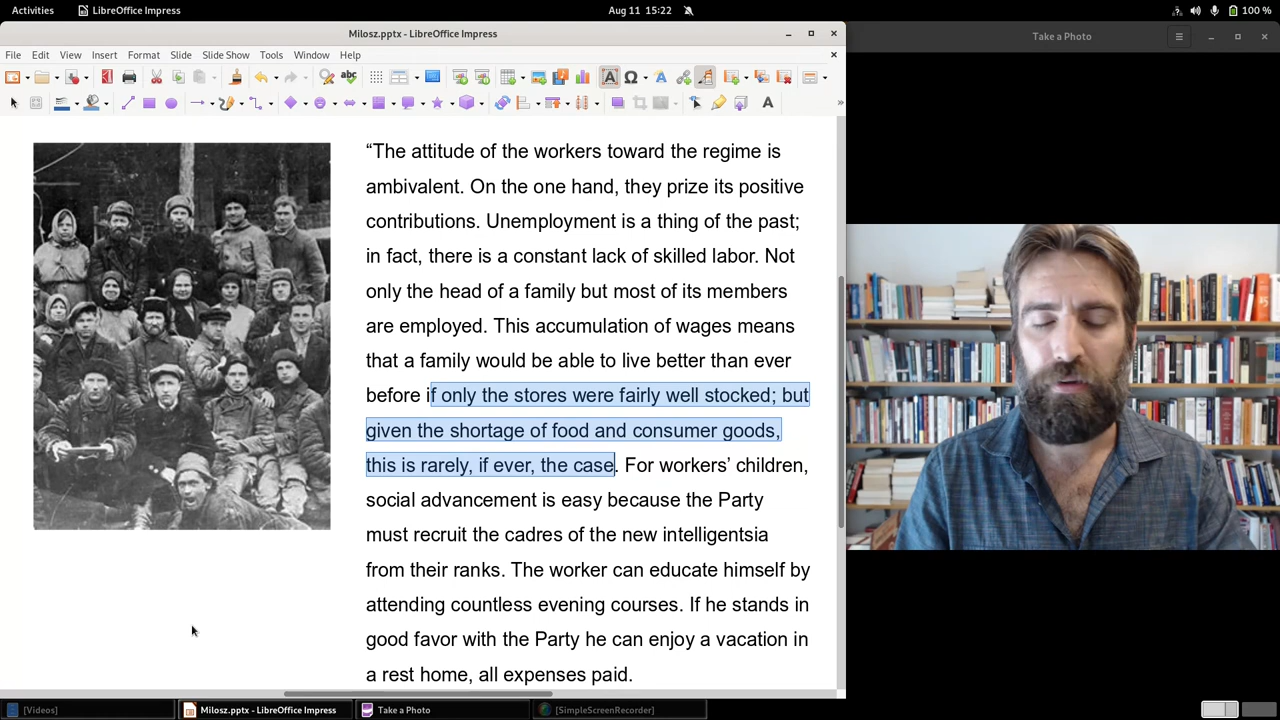 Activities
LibreOffice Impress
Aug 11 15:22
100 %
Milosz.pptx - LibreOffice Impress
Take a Photo
File Edit View Insert Format Slide Slide Show Tools Window Help
“The attitude of the workers toward the regime is
ambivalent. On the one hand, they prize its positive
contributions. Unemployment is a thing of the past;
in fact, there is a constant lack of skilled labor. Not
only the head of a family but most of its members
are employed. This accumulation of wages means
that a family would be able to live better than ever
before if only the stores were fairly well stocked; but
given the shortage of food and consumer goods,
this is rarely, if ever, the case. For workers’ children,
social advancement is easy because the Party
must recruit the cadres of the new intelligentsia
from their ranks. The worker can educate himself by
attending countless evening courses. If he stands in
good favor with the Party he can enjoy a vacation in
a rest home, all expenses paid.
[Videos]
Milosz.pptx - LibreOffice Impress
Take a Photo
[SimpleScreenRecorder]